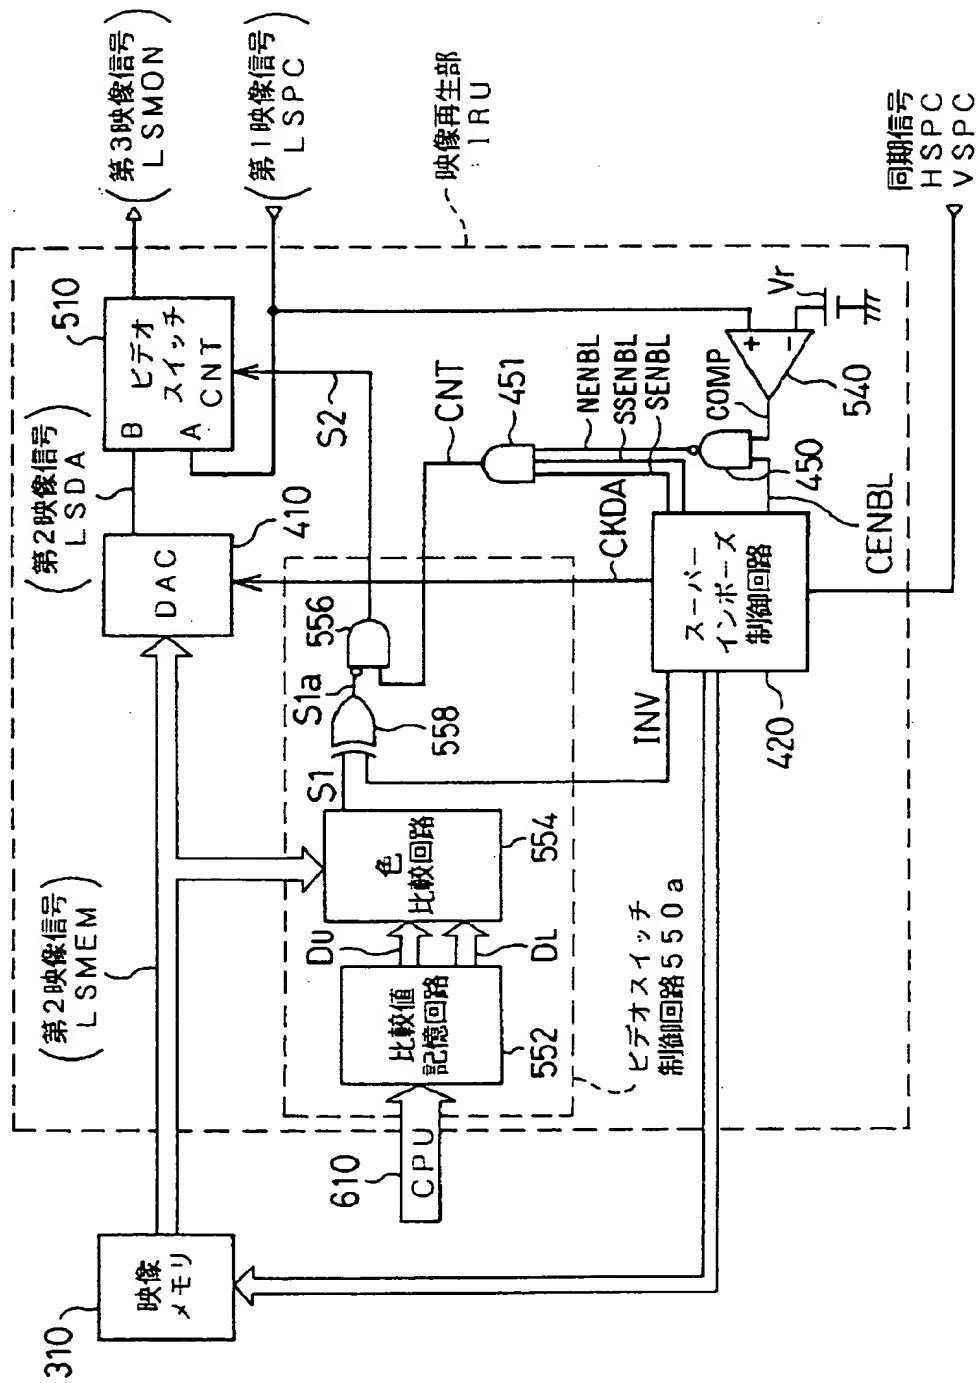 310
映像
メモリ
(第2映像信号)
LSMEM
DAC
410
(第2映像信号)
LSDA
B
A
ビデオ
スイッチ
CNT
510
(第3映像信号)
LSMON
(第1映像信号)
LSPC
映像再生部
: IRU
610
CPU
比較値
記憶回路
552
DU
DL
色
比較回路
554
S1
558
S1a
556
S2
CNT
451
NENBL
SSENBL
SENBL
CKDA
INV
ビデオスイッチ
制御回路550a
スーパー
インポーズ
制御回路
420
CENBL
450
COMP
540
+
−
Vr
同期信号
HSPC
VSPC